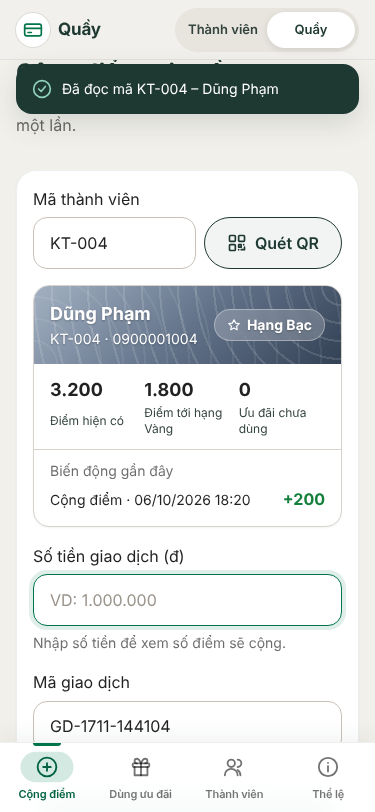 Quầy
Thành viên
Quầy
Đã đọc mã KT-004 – Dũng Phạm
một lần.
Mã thành viên
KT-004
Quét QR
Dũng Phạm
KT-004 · 0900001004
Hạng Bạc
3.200
Điểm hiện có
1.800
Điểm tới hạng
Vàng
0
Ưu đãi chưa
dùng
Biến động gần đây
Cộng điểm · 06/10/2026 18:20
+200
Số tiền giao dịch (đ)
VD: 1.000.000
Nhập số tiền để xem số điểm sẽ cộng.
Mã giao dịch
GD-1711-144104
Cộng điểm
Dùng ưu đãi
Thành viên
Thể lệ